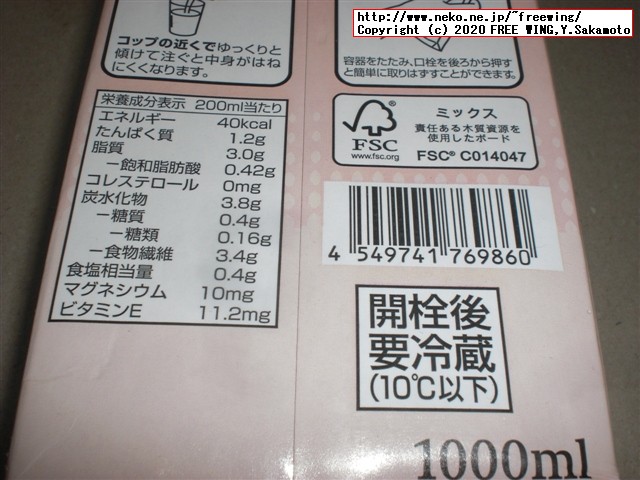 http://www.neko.ne.jp/~freewing/
Copyright (c) 2020 FREE WING,Y.Sakamoto
コップの近くでゆっくりと
傾けて注ぐと中身がはね
にくくなります。
容器をたたみ、口栓を後ろから押す
と簡単に取りはずすことができます。
栄養成分表示 200ml当たり
エネルギー 40kcal
たんぱく質 1.2g
脂質 3.0g
−飽和脂肪酸 0.42g
コレステロール 0mg
炭水化物 3.8g
−糖質 0.4g
−糖類 0.16g
−食物繊維 3.4g
食塩相当量 0.4g
マグネシウム 10mg
ビタミンE 11.2mg
FSC
www.fsc.org
ミックス
責任ある木質資源を
使用したボード
FSC® C014047
4 549741 769860
開栓後
要冷蔵
(10℃以下)
1000ml